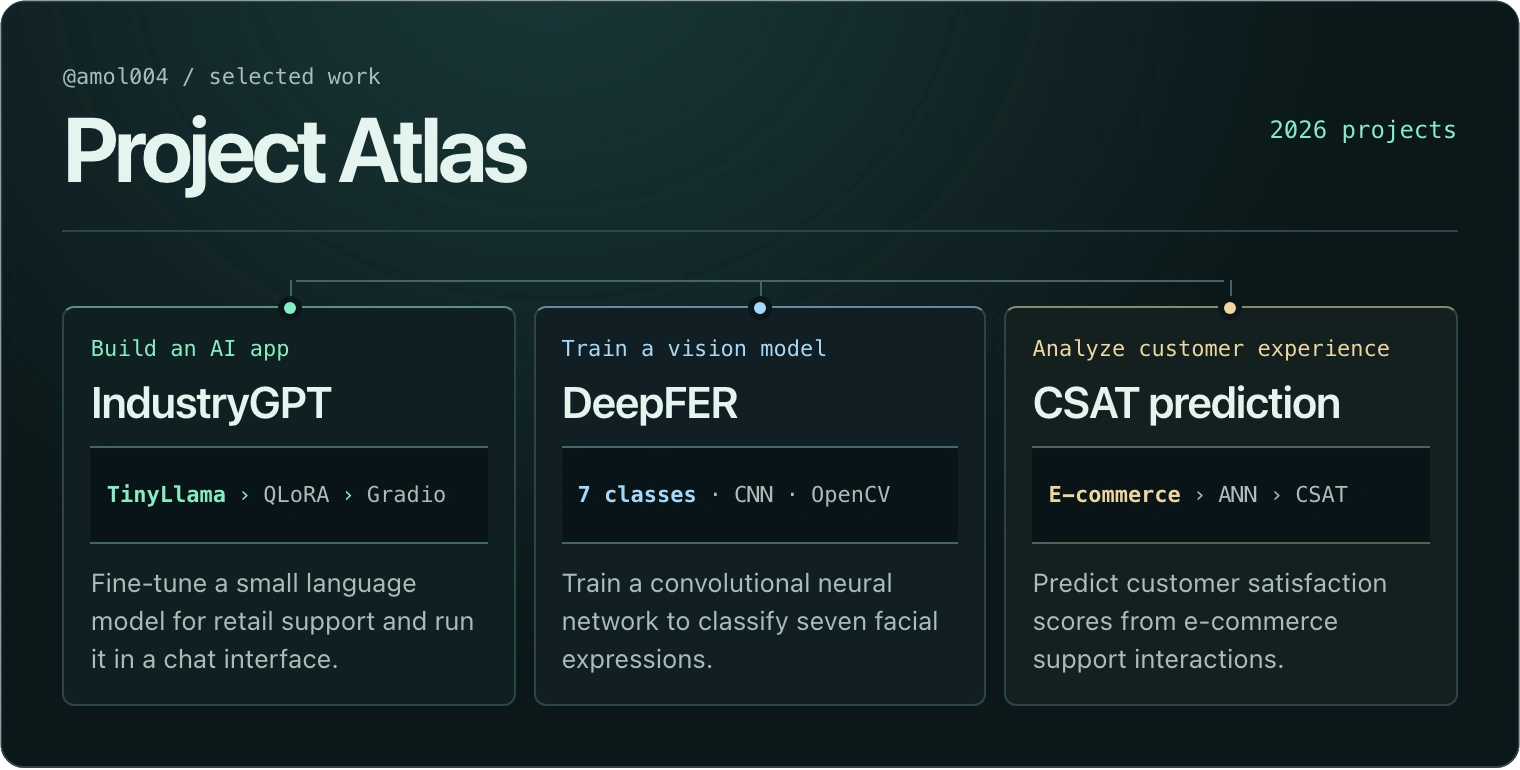 @amol004 / selected work
Project Atlas
2026 projects
Build an AI app
IndustryGPT
TinyLlama › QLoRA › Gradio
Fine-tune a small language
model for retail support and run
it in a chat interface.
Train a vision model
DeepFER
7 classes · CNN · OpenCV
Train a convolutional neural
network to classify seven facial
expressions.
Analyze customer experience
CSAT prediction
E-commerce › ANN › CSAT
Predict customer satisfaction
scores from e-commerce
support interactions.